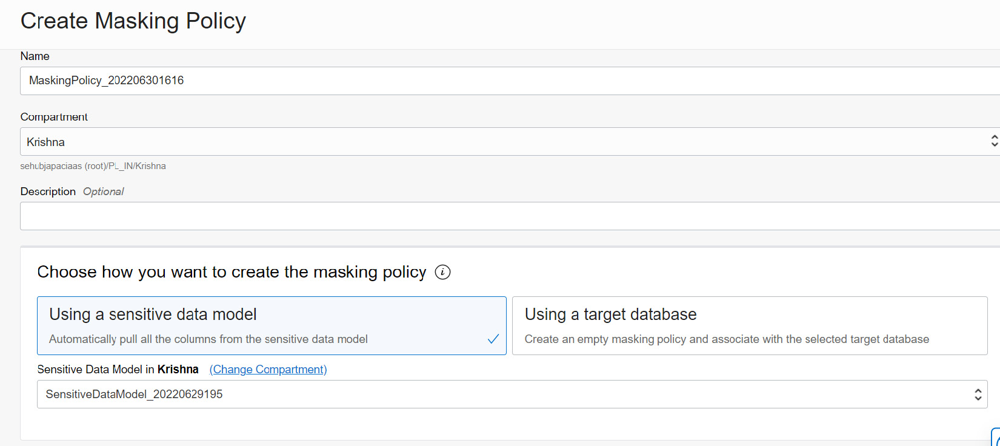 Create Masking Policy
Name
MaskingPolicy_202206301616
Compartment
Krishna
sehubjapaciaas (root)/PL_IN/Krishna
Description Optional
Choose how you want to create the masking policy
Using a sensitive data model
Automatically pull all the columns from the sensitive data model
Using a target database
Create an empty masking policy and associate with the selected target database
Sensitive Data Model in Krishna (Change Compartment)
SensitiveDataModel_20220629195